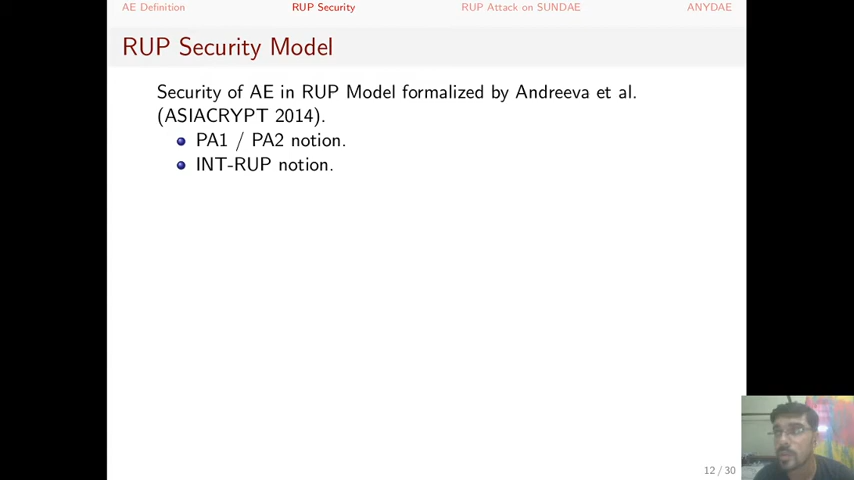 AE Definition RUP Security RUP Attack on SUNDAE ANYDAE
RUP Security Model
Security of AE in RUP Model formalized by Andreeva et al.
(ASIACRYPT 2014).
PA1 / PA2 notion.
INT-RUP notion.
12 / 30